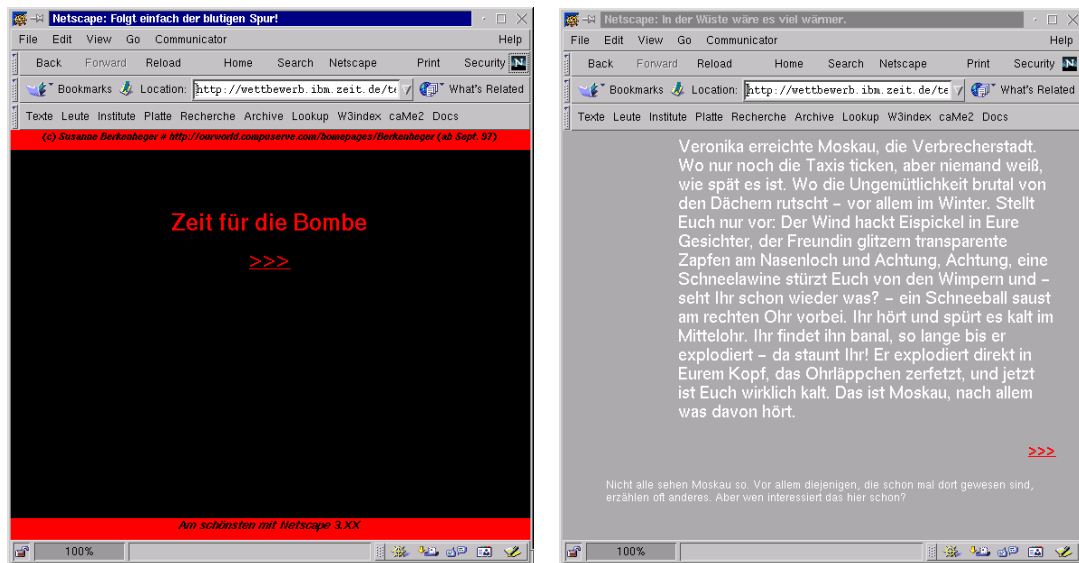 Netscape: Folgt einfach der blutigen Spur!
File Edit View Go Communicator Help
Back Forward Reload Home Search Netscape Print Security N
Bookmarks Location: http://wettbewerb.ibm.zeit.de/te What's Related
Texte Leute Institute Platte Recherche Archive Lookup W3index caMe2 Docs
(c) Susanne Berkenheger # http://ourworld.compuserve.com/homepages/Berkenheger (ab Sept. 97)
Zeit für die Bombe
>>>
Am schönsten mit Netscape 3.XX
100%
Netscape: In der Wüste wäre es viel wärmer.
File Edit View Go Communicator Help
Back Forward Reload Home Search Netscape Print Security N
Bookmarks Location: http://wettbewerb.ibm.zeit.de/te What's Related
Texte Leute Institute Platte Recherche Archive Lookup W3index caMe2 Docs
Veronika erreichte Moskau, die Verbrecherstadt.
Wo nur noch die Taxis ticken, aber niemand weiß,
wie spät es ist. Wo die Ungemütlichkeit brutal von
den Dächern rutscht – vor allem im Winter. Stellt
Euch nur vor: Der Wind hackt Eispickel in Eure
Gesichter, der Freundin glitzern transparente
Zapfen am Nasenloch und Achtung, Achtung, eine
Schneelawine stürzt Euch von den Wimpern und –
seht Ihr schon wieder was? – ein Schneeball saust
am rechten Ohr vorbei. Ihr hört und spürt es kalt im
Mittelohr. Ihr findet ihn banal, so lange bis er
explodiert – da staunt Ihr! Er explodiert direkt in
Eurem Kopf, das Ohrläppchen zerfetzt, und jetzt
ist Euch wirklich kalt. Das ist Moskau, nach allem
was davon hört.
>>>
Nicht alle sehen Moskau so. Vor allem diejenigen, die schon mal dort gewesen sind,
erzählen oft anderes. Aber wen interessiert das hier schon?
100%